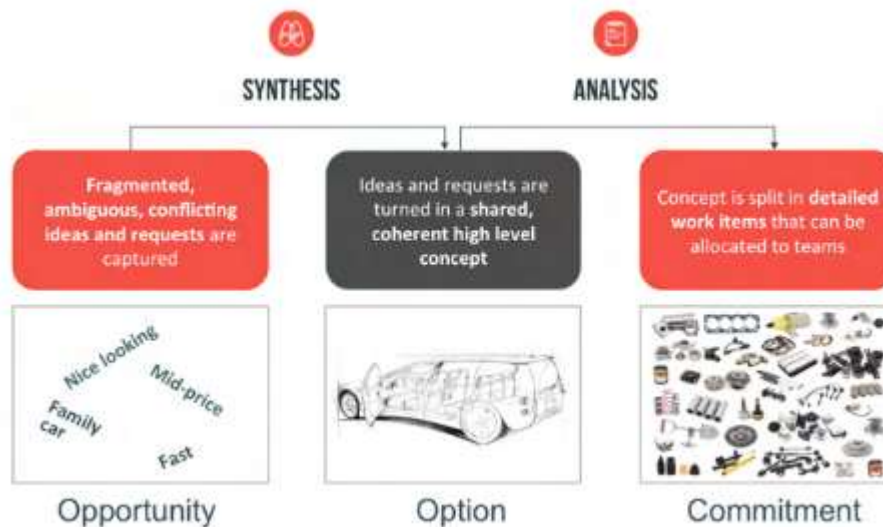 SYNTHESIS
ANALYSIS
Fragmented,
ambiguous, conflicting
ideas and requests are
captured
Ideas and requests are
turned in a shared,
coherent high level
concept
Concept is split in detailed
work items that can be
allocated to teams
Nice looking
Mid-price
Family
car
Fast
Opportunity
Option
Commitment